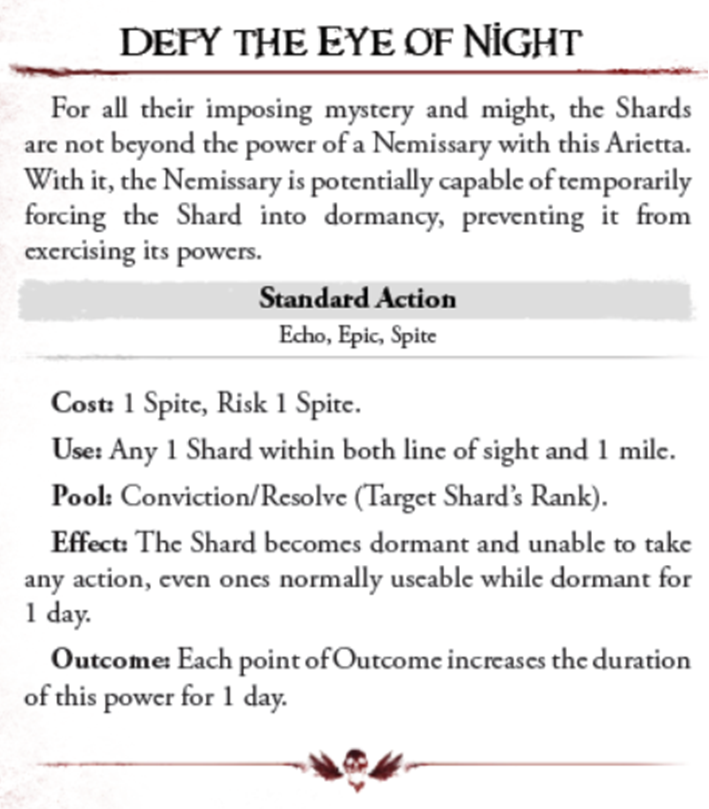 DEFY THE EYE OF NIGHT
For all their imposing mystery and might, the Shards
are not beyond the power of a Nemissary with this Arietta.
With it, the Nemissary is potentially capable of temporarily
forcing the Shard into dormancy, preventing it from
exercising its powers.
Standard Action
Echo, Epic, Spite
Cost: 1 Spite, Risk 1 Spite.
Use: Any 1 Shard within both line of sight and 1 mile.
Pool: Conviction/Resolve (Target Shard's Rank).
Effect: The Shard becomes dormant and unable to take
any action, even ones normally useable while dormant for
1 day.
Outcome: Each point of Outcome increases the duration
of this power for 1 day.